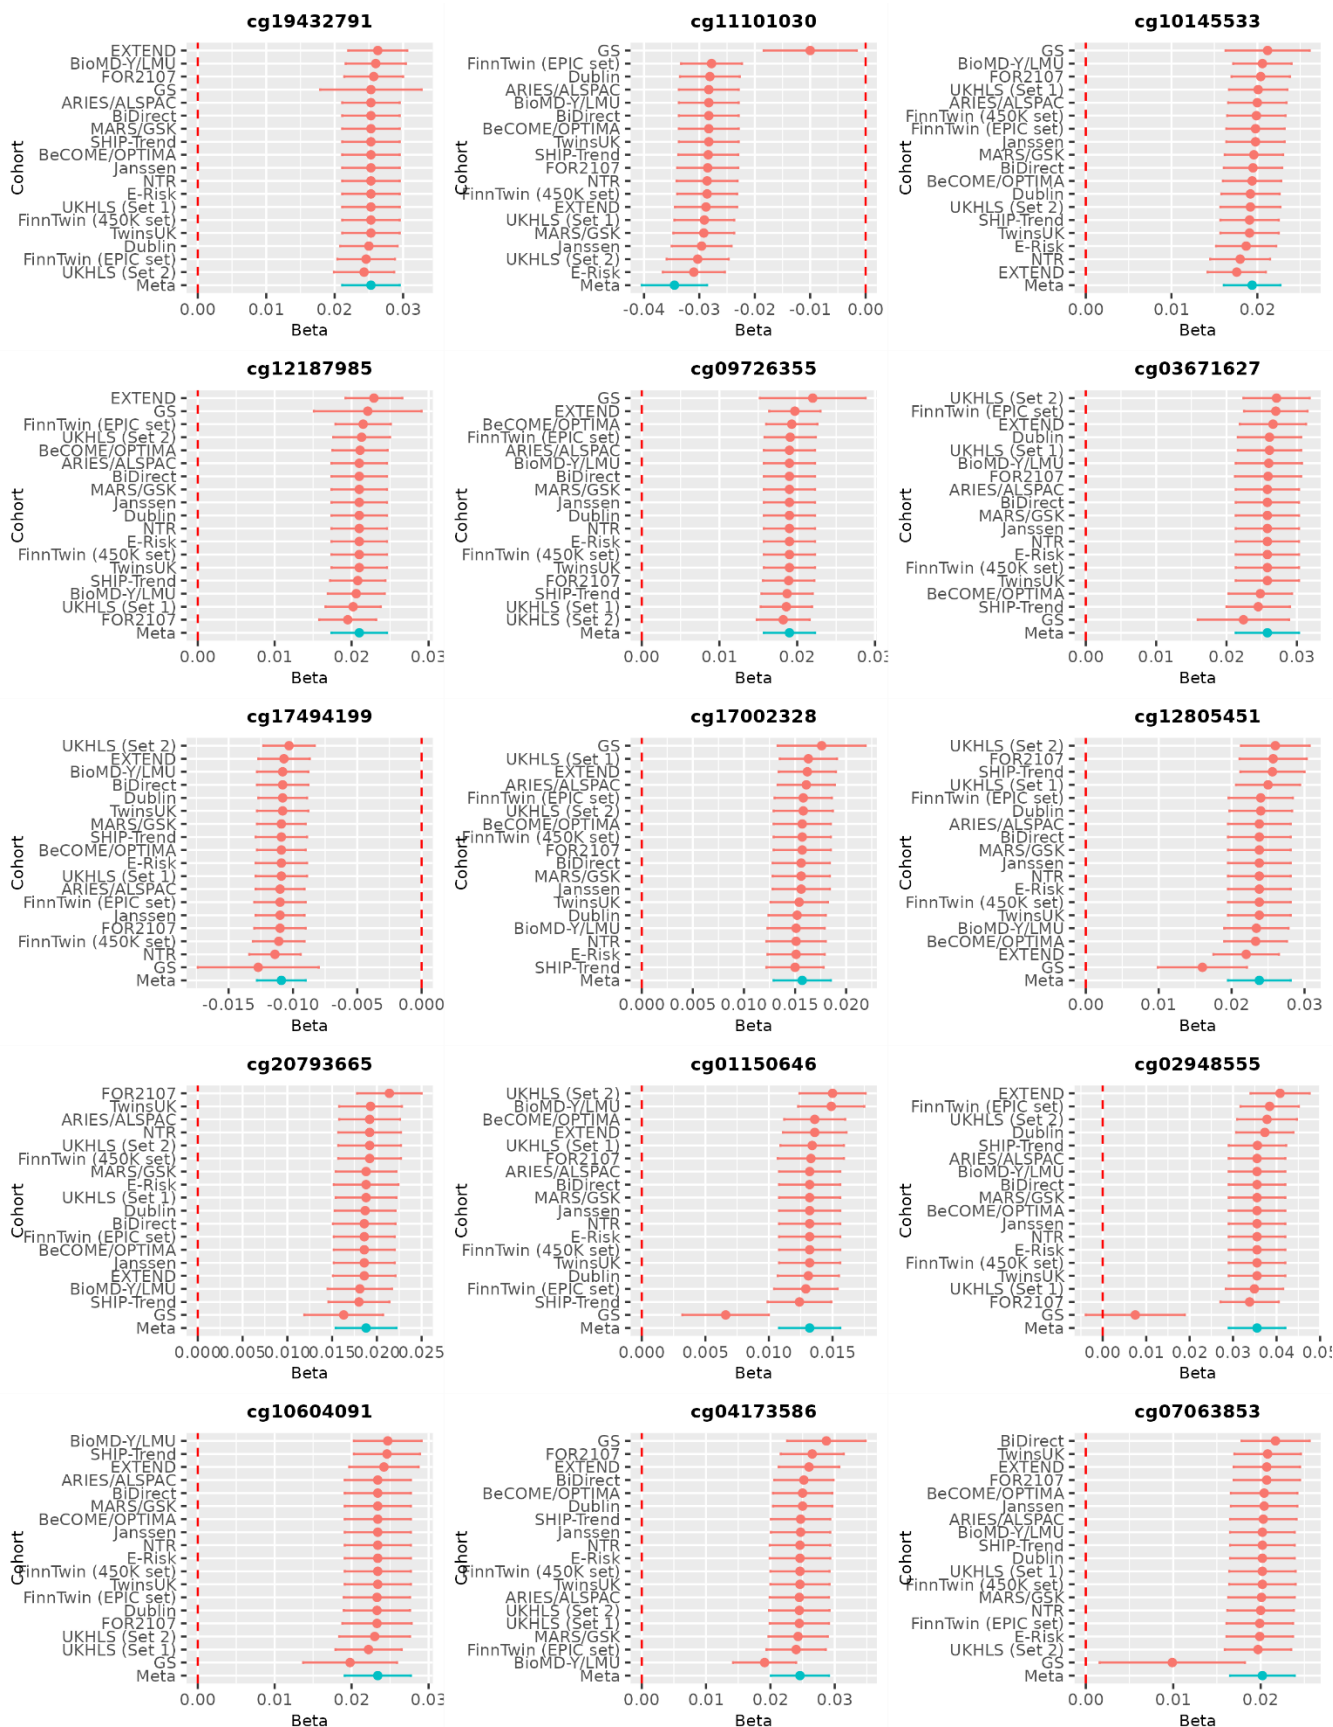 cg19432791
EXTEND
BioMD-Y/LMU
FOR2107
GS
ARIES/ALSPAC
BiDirect
MARS/GSK
SHIP-Trend
BeCOME/OPTIMA
Janssen
NTR
E-Risk
UKHLS (Set 1)
FinnTwin (450K set)
TwinsUK
Dublin
FinnTwin (EPIC set)
UKHLS (Set 2)
Meta
Cohort
0.00 0.01 0.02 0.03
Beta
cg11101030
GS
FinnTwin (EPIC set)
Dublin
ARIES/ALSPAC
BioMD-Y/LMU
BiDirect
BeCOME/OPTIMA
TwinsUK
SHIP-Trend
FOR2107
NTR
FinnTwin (450K set)
EXTEND
UKHLS (Set 1)
MARS/GSK
Janssen
UKHLS (Set 2)
E-Risk
Meta
Cohort
-0.04 -0.03 -0.02 -0.01 0.00
Beta
cg10145533
GS
BioMD-Y/LMU
FOR2107
UKHLS (Set 1)
ARIES/ALSPAC
FinnTwin (450K set)
FinnTwin (EPIC set)
Janssen
MARS/GSK
BiDirect
BeCOME/OPTIMA
Dublin
UKHLS (Set 2)
SHIP-Trend
TwinsUK
E-Risk
NTR
EXTEND
Meta
Cohort
0.00 0.01 0.02
Beta
cg12187985
EXTEND
GS
FinnTwin (EPIC set)
UKHLS (Set 2)
BeCOME/OPTIMA
ARIES/ALSPAC
BiDirect
MARS/GSK
Janssen
Dublin
NTR
E-Risk
FinnTwin (450K set)
TwinsUK
SHIP-Trend
BioMD-Y/LMU
UKHLS (Set 1)
FOR2107
Meta
Cohort
0.00 0.01 0.02 0.03
Beta
cg09726355
GS
EXTEND
BeCOME/OPTIMA
FinnTwin (EPIC set)
ARIES/ALSPAC
BioMD-Y/LMU
BiDirect
MARS/GSK
Janssen
Dublin
NTR
E-Risk
FinnTwin (450K set)
TwinsUK
FOR2107
SHIP-Trend
UKHLS (Set 1)
UKHLS (Set 2)
Meta
Cohort
0.00 0.01 0.02 0.03
Beta
cg03671627
UKHLS (Set 2)
FinnTwin (EPIC set)
EXTEND
Dublin
UKHLS (Set 1)
BioMD-Y/LMU
FOR2107
ARIES/ALSPAC
BiDirect
MARS/GSK
Janssen
NTR
E-Risk
FinnTwin (450K set)
TwinsUK
BeCOME/OPTIMA
SHIP-Trend
GS
Meta
Cohort
0.00 0.01 0.02 0.03
Beta
cg17494199
UKHLS (Set 2)
EXTEND
BioMD-Y/LMU
BiDirect
Dublin
TwinsUK
MARS/GSK
SHIP-Trend
BeCOME/OPTIMA
E-Risk
UKHLS (Set 1)
ARIES/ALSPAC
FinnTwin (EPIC set)
Janssen
FOR2107
FinnTwin (450K set)
NTR
GS
Meta
Cohort
-0.015 -0.010 -0.005 0.000
Beta
cg17002328
GS
UKHLS (Set 1)
EXTEND
ARIES/ALSPAC
FinnTwin (EPIC set)
UKHLS (Set 2)
BeCOME/OPTIMA
FinnTwin (450K set)
FOR2107
BiDirect
MARS/GSK
Janssen
TwinsUK
Dublin
BioMD-Y/LMU
NTR
E-Risk
SHIP-Trend
Meta
Cohort
0.000 0.005 0.010 0.015 0.020
Beta
cg12805451
UKHLS (Set 2)
FOR2107
SHIP-Trend
UKHLS (Set 1)
FinnTwin (EPIC set)
Dublin
ARIES/ALSPAC
BiDirect
MARS/GSK
Janssen
NTR
E-Risk
FinnTwin (450K set)
TwinsUK
BioMD-Y/LMU
BeCOME/OPTIMA
EXTEND
GS
Meta
Cohort
0.00 0.01 0.02 0.03
Beta
cg20793665
FOR2107
TwinsUK
ARIES/ALSPAC
NTR
UKHLS (Set 2)
FinnTwin (450K set)
MARS/GSK
E-Risk
UKHLS (Set 1)
Dublin
BiDirect
FinnTwin (EPIC set)
BeCOME/OPTIMA
Janssen
EXTEND
BioMD-Y/LMU
SHIP-Trend
GS
Meta
Cohort
0.000 0.005 0.010 0.015 0.020 0.025
Beta
cg01150646
UKHLS (Set 2)
BioMD-Y/LMU
BeCOME/OPTIMA
EXTEND
UKHLS (Set 1)
FOR2107
ARIES/ALSPAC
BiDirect
MARS/GSK
Janssen
NTR
E-Risk
FinnTwin (450K set)
TwinsUK
Dublin
FinnTwin (EPIC set)
SHIP-Trend
GS
Meta
Cohort
0.000 0.005 0.010 0.015
Beta
cg02948555
EXTEND
FinnTwin (EPIC set)
UKHLS (Set 2)
Dublin
SHIP-Trend
ARIES/ALSPAC
BioMD-Y/LMU
BiDirect
MARS/GSK
BeCOME/OPTIMA
Janssen
NTR
E-Risk
FinnTwin (450K set)
TwinsUK
UKHLS (Set 1)
FOR2107
GS
Meta
Cohort
0.00 0.01 0.02 0.03 0.04 0.05
Beta
cg10604091
BioMD-Y/LMU
SHIP-Trend
EXTEND
ARIES/ALSPAC
BiDirect
MARS/GSK
BeCOME/OPTIMA
Janssen
NTR
E-Risk
FinnTwin (450K set)
TwinsUK
FinnTwin (EPIC set)
Dublin
FOR2107
UKHLS (Set 2)
UKHLS (Set 1)
GS
Meta
Cohort
0.00 0.01 0.02 0.03
Beta
cg04173586
GS
FOR2107
EXTEND
BiDirect
BeCOME/OPTIMA
Dublin
SHIP-Trend
Janssen
NTR
E-Risk
FinnTwin (450K set)
TwinsUK
ARIES/ALSPAC
UKHLS (Set 2)
UKHLS (Set 1)
MARS/GSK
FinnTwin (EPIC set)
BioMD-Y/LMU
Meta
Cohort
0.00 0.01 0.02 0.03
Beta
cg07063853
BiDirect
TwinsUK
EXTEND
FOR2107
BeCOME/OPTIMA
Janssen
ARIES/ALSPAC
BioMD-Y/LMU
SHIP-Trend
Dublin
UKHLS (Set 1)
FinnTwin (450K set)
MARS/GSK
NTR
FinnTwin (EPIC set)
E-Risk
UKHLS (Set 2)
GS
Meta
Cohort
0.00 0.01 0.02
Beta